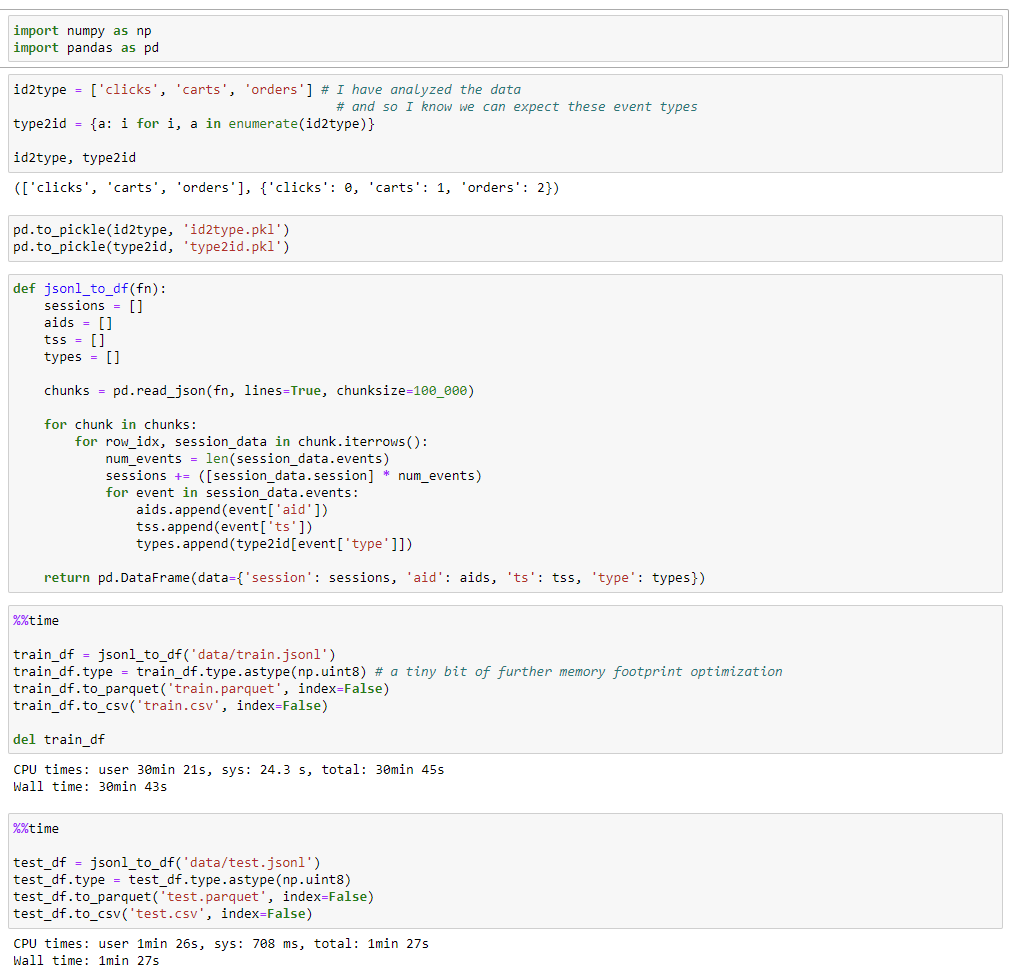 import numpy as np
import pandas as pd
id2type = ['clicks', 'carts', 'orders'] # I have analyzed the data
                                          # and so I know we can expect these event types
type2id = {a: i for i, a in enumerate(id2type)}
id2type, type2id
(['clicks', 'carts', 'orders'], {'clicks': 0, 'carts': 1, 'orders': 2})
pd.to_pickle(id2type, 'id2type.pkl')
pd.to_pickle(type2id, 'type2id.pkl')
def jsonl_to_df(fn):
    sessions = []
    aids = []
    tss = []
    types = []
    chunks = pd.read_json(fn, lines=True, chunksize=100_000)
    for chunk in chunks:
        for row_idx, session_data in chunk.iterrows():
            num_events = len(session_data.events)
            sessions += ([session_data.session] * num_events)
            for event in session_data.events:
                aids.append(event['aid'])
                tss.append(event['ts'])
                types.append(type2id[event['type']])
    return pd.DataFrame(data={'session': sessions, 'aid': aids, 'ts': tss, 'type': types})
%%time
train_df = jsonl_to_df('data/train.jsonl')
train_df.type = train_df.type.astype(np.uint8) # a tiny bit of further memory footprint optimization
train_df.to_parquet('train.parquet', index=False)
train_df.to_csv('train.csv', index=False)
del train_df
CPU times: user 30min 21s, sys: 24.3 s, total: 30min 45s
Wall time: 30min 43s
%%time
test_df = jsonl_to_df('data/test.jsonl')
test_df.type = test_df.type.astype(np.uint8)
test_df.to_parquet('test.parquet', index=False)
test_df.to_csv('test.csv', index=False)
CPU times: user 1min 26s, sys: 708 ms, total: 1min 27s
Wall time: 1min 27s